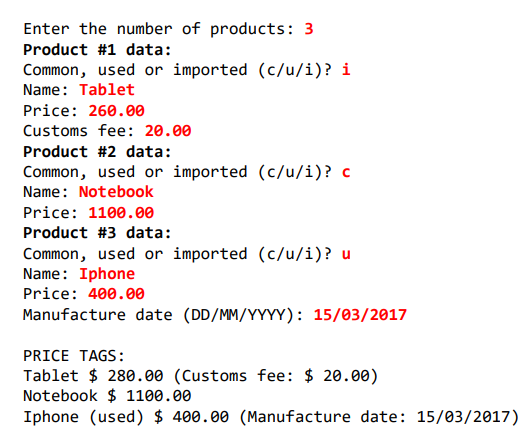 Enter the number of products: 3
Product #1 data:
Common, used or imported (c/u/i)? i
Name: Tablet
Price: 260.00
Customs fee: 20.00
Product #2 data:
Common, used or imported (c/u/i)? c
Name: Notebook
Price: 1100.00
Product #3 data:
Common, used or imported (c/u/i)? u
Name: Iphone
Price: 400.00
Manufacture date (DD/MM/YYYY): 15/03/2017

PRICE TAGS:
Tablet $ 280.00 (Customs fee: $ 20.00)
Notebook $ 1100.00
Iphone (used) $ 400.00 (Manufacture date: 15/03/2017)